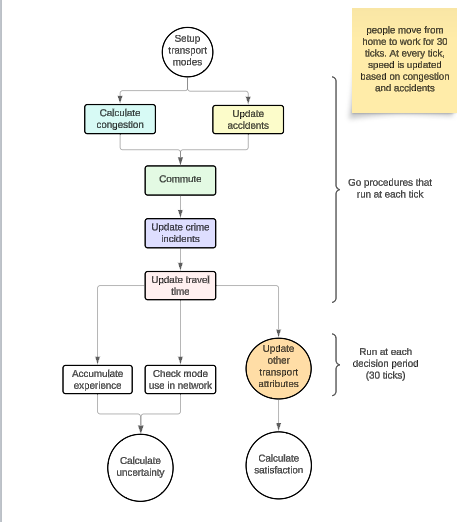 Setup
transport
modes
people move from
home to work for 30
ticks. At every tick,
speed is updated
based on congestion
and accidents
Calculate
congestion
Update
accidents
Commute
Go procedures that
run at each tick
Update crime
incidents
Update travel
time
Update
other
transport
attributes
Run at each
decision period
(30 ticks)
Accumulate
experience
Check mode
use in network
Calculate
uncertainty
Calculate
satisfaction